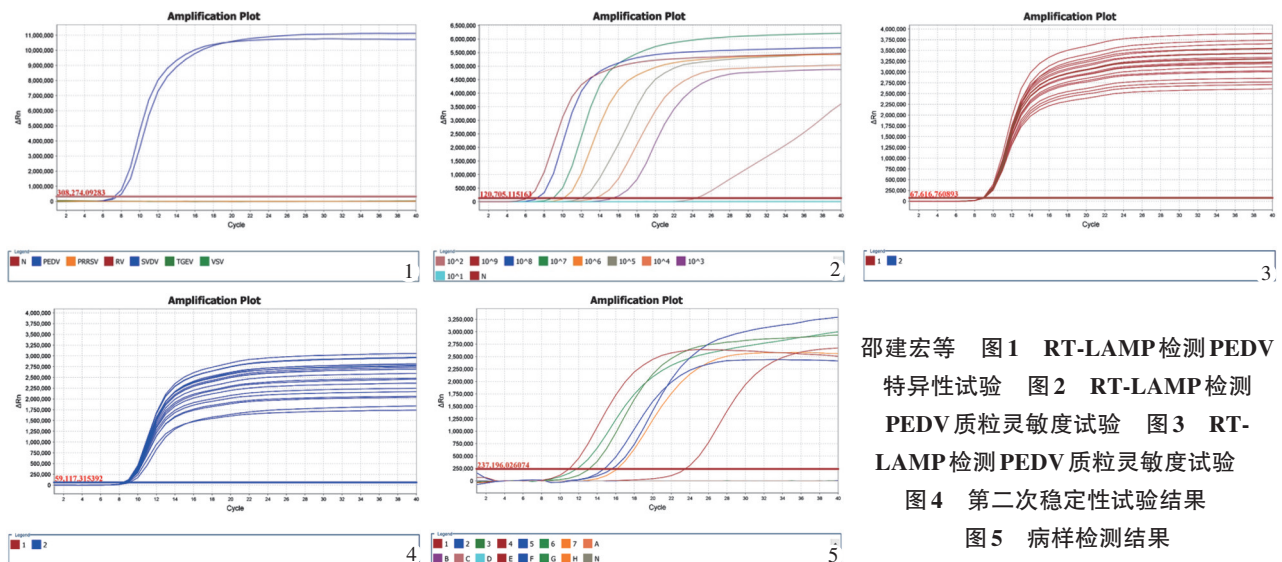 Amplification Plot
11,000,000
10,000,000
9,000,000
8,000,000
7,000,000
6,000,000
5,000,000
4,000,000
3,000,000
2,000,000
1,000,000
0
ΔRn
308,274.09283
2 4 6 8 10 12 14 16 18 20 22 24 26 28 30 32 34 36 38 40
Cycle
Legend
N PEDV PRRSV RV SVDV TGEV VSV
1
Amplification Plot
6,500,000
6,000,000
5,500,000
5,000,000
4,500,000
4,000,000
3,500,000
3,000,000
2,500,000
2,000,000
1,500,000
1,000,000
500,000
0
ΔRn
120,705.115163
2 4 6 8 10 12 14 16 18 20 22 24 26 28 30 32 34 36 38 40
Cycle
Legend
10^2 10^9 10^8 10^7 10^6 10^5 10^4 10^3
10^1 N
2
Amplification Plot
4,000,000
3,750,000
3,500,000
3,250,000
3,000,000
2,750,000
2,500,000
2,250,000
2,000,000
1,750,000
1,500,000
1,250,000
1,000,000
750,000
500,000
250,000
0
ΔRn
67,616.760893
2 4 6 8 10 12 14 16 18 20 22 24 26 28 30 32 34 36 38 40
Cycle
Legend
1 2
3
Amplification Plot
4,000,000
3,750,000
3,500,000
3,250,000
3,000,000
2,750,000
2,500,000
2,250,000
2,000,000
1,750,000
1,500,000
1,250,000
1,000,000
750,000
500,000
250,000
0
ΔRn
59,117.315392
2 4 6 8 10 12 14 16 18 20 22 24 26 28 30 32 34 36 38 40
Cycle
Legend
1 2
4
Amplification Plot
3,250,000
3,000,000
2,750,000
2,500,000
2,250,000
2,000,000
1,750,000
1,500,000
1,250,000
1,000,000
750,000
500,000
250,000
0
ΔRn
237,196.026074
2 4 6 8 10 12 14 16 18 20 22 24 26 28 30 32 34 36 38 40
Cycle
Legend
1 2 3 4 5 6 7 A
B C D E F G H N
5
邵建宏等 图1 RT-LAMP检测PEDV
特异性试验 图2 RT-LAMP检测
PEDV质粒灵敏度试验 图3 RT-
LAMP检测PEDV质粒灵敏度试验
图4 第二次稳定性试验结果
图5 病样检测结果